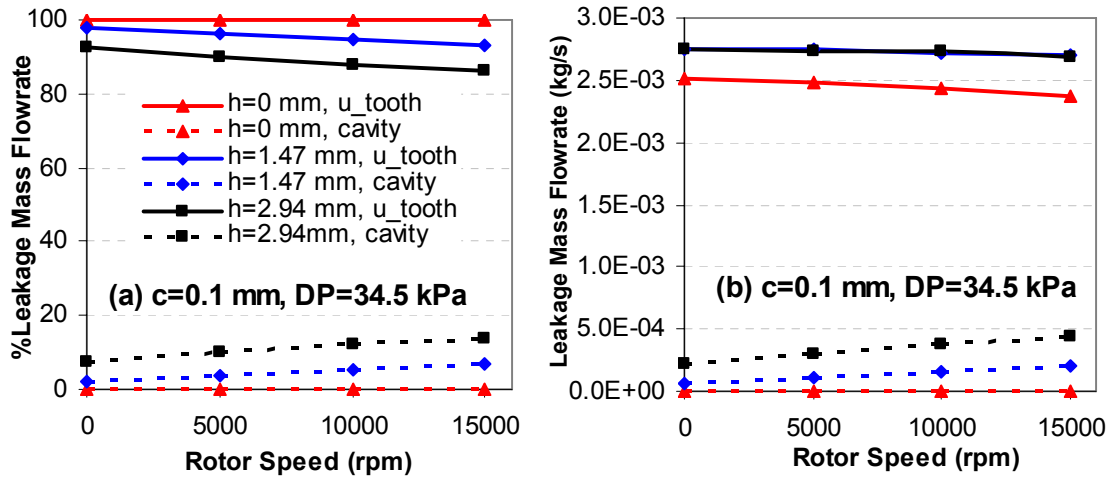 %Leakage Mass Flowrate
100
80
60
40
20
0
h=0 mm, u_tooth
h=0 mm, cavity
h=1.47 mm, u_tooth
h=1.47 mm, cavity
h=2.94 mm, u_tooth
h=2.94mm, cavity
(a) c=0.1 mm, DP=34.5 kPa
0 5000 10000 15000
Rotor Speed (rpm)
Leakage Mass Flowrate (kg/s)
3.0E-03
2.5E-03
2.0E-03
1.5E-03
1.0E-03
5.0E-04
0.0E+00
(b) c=0.1 mm, DP=34.5 kPa
0 5000 10000 15000
Rotor Speed (rpm)